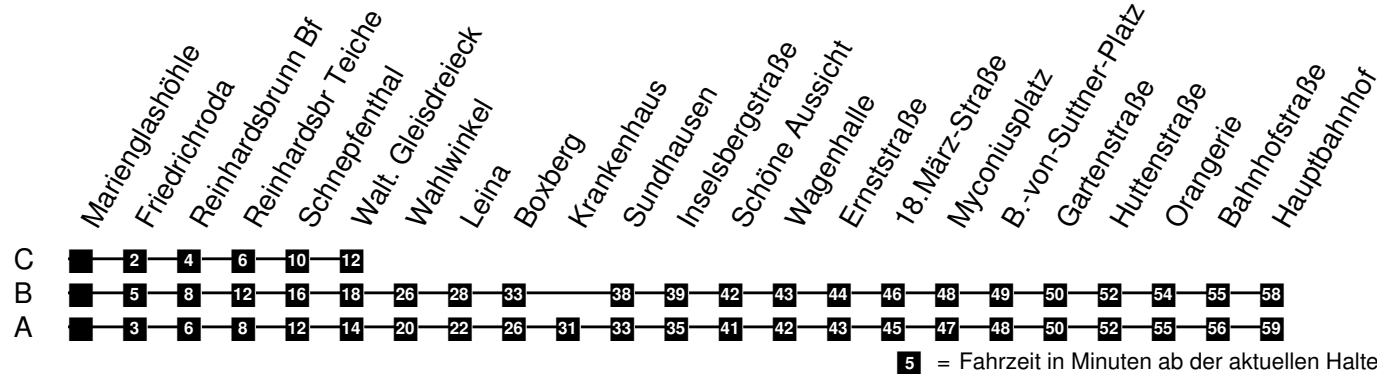 Marienglashöhle
Friedrichroda
Reinhardsbrunn Bf
Reinhardsbr Teiche
Schnepfenthal
Walt. Gleisdreieck
Wahlwinkel
Leina
Boxberg
Krankenhaus
Sundhausen
Inselsbergstraße
Schöne Aussicht
Wagenhalle
Ernststraße
18.März-Straße
Myconiusplatz
B.-von-Suttner-Platz
Gartenstraße
Huttenstraße
Orangerie
Bahnhofstraße
Hauptbahnhof
C 2 4 6 10 12
B 5 8 12 16 18 26 28 33 38 39 42 43 44 46 48 49 50 52 54 55 58
A 3 6 8 12 14 20 22 26 31 33 35 41 42 43 45 47 48 50 52 55 56 59
5 = Fahrzeit in Minuten ab der aktuellen Halte